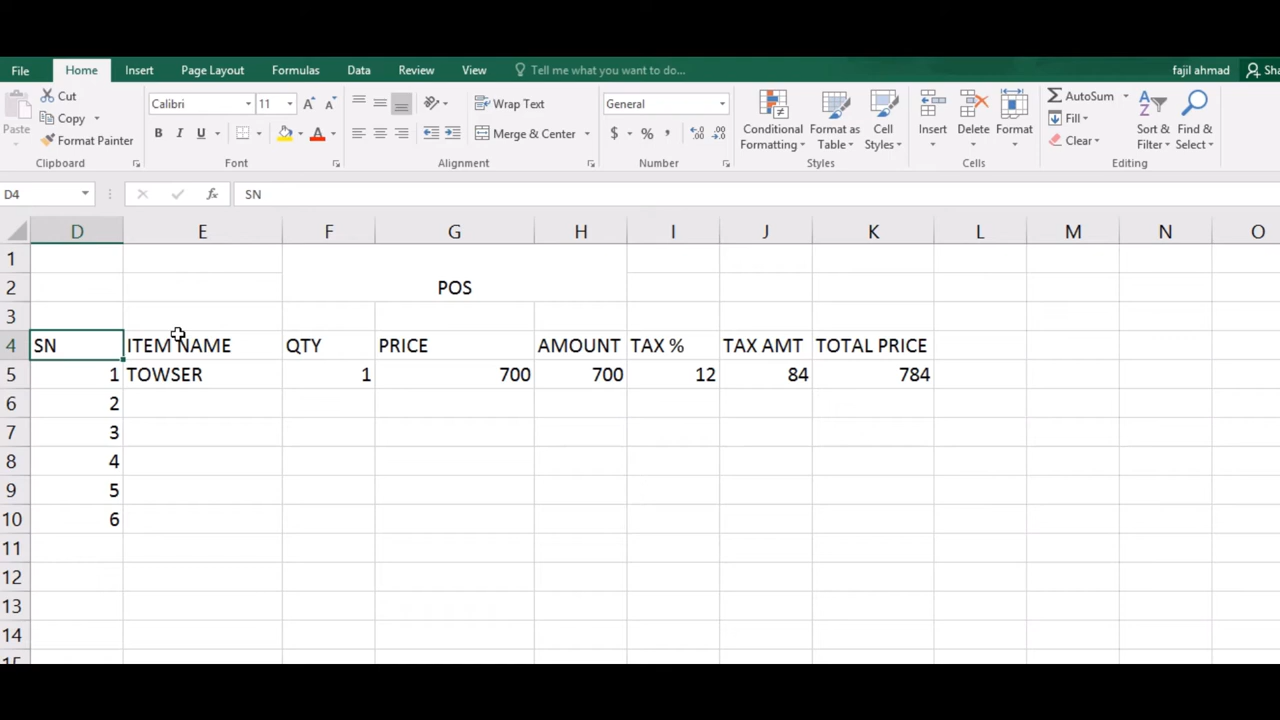 File Home Insert Page Layout Formulas Data Review View Tell me what you want to do... fajil ahmad Sha
Cut Calibri 11 A A Wrap Text General AutoSum
Copy Fill
Paste Format Painter B I U A Merge & Center $ % Conditional Formatting Format as Table Cell Styles Insert Delete Format Clear Sort & Filter Find & Select
Clipboard Font Alignment Number Styles Cells Editing
D4 fx SN
D E F G H I J K L M N O
1
2 POS
3
4 SN ITEM NAME QTY PRICE AMOUNT TAX % TAX AMT TOTAL PRICE
5 1 TOWSER 1 700 700 12 84 784
6 2
7 3
8 4
9 5
10 6
11
12
13
14